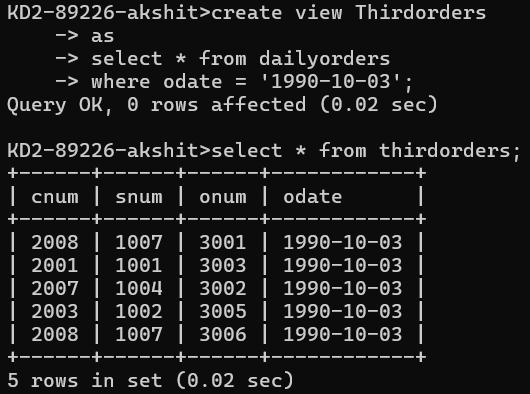 KD2-89226-akshit>create view Thirdorders
    -> as
    -> select * from dailyorders
    -> where odate = '1990-10-03';
Query OK, 0 rows affected (0.02 sec)

KD2-89226-akshit>select * from thirdorders;
+------+------+------+------------+
| cnum | snum | onum | odate      |
+------+------+------+------------+
| 2008 | 1007 | 3001 | 1990-10-03 |
| 2001 | 1001 | 3003 | 1990-10-03 |
| 2007 | 1004 | 3002 | 1990-10-03 |
| 2003 | 1002 | 3005 | 1990-10-03 |
| 2008 | 1007 | 3006 | 1990-10-03 |
+------+------+------+------------+
5 rows in set (0.02 sec)